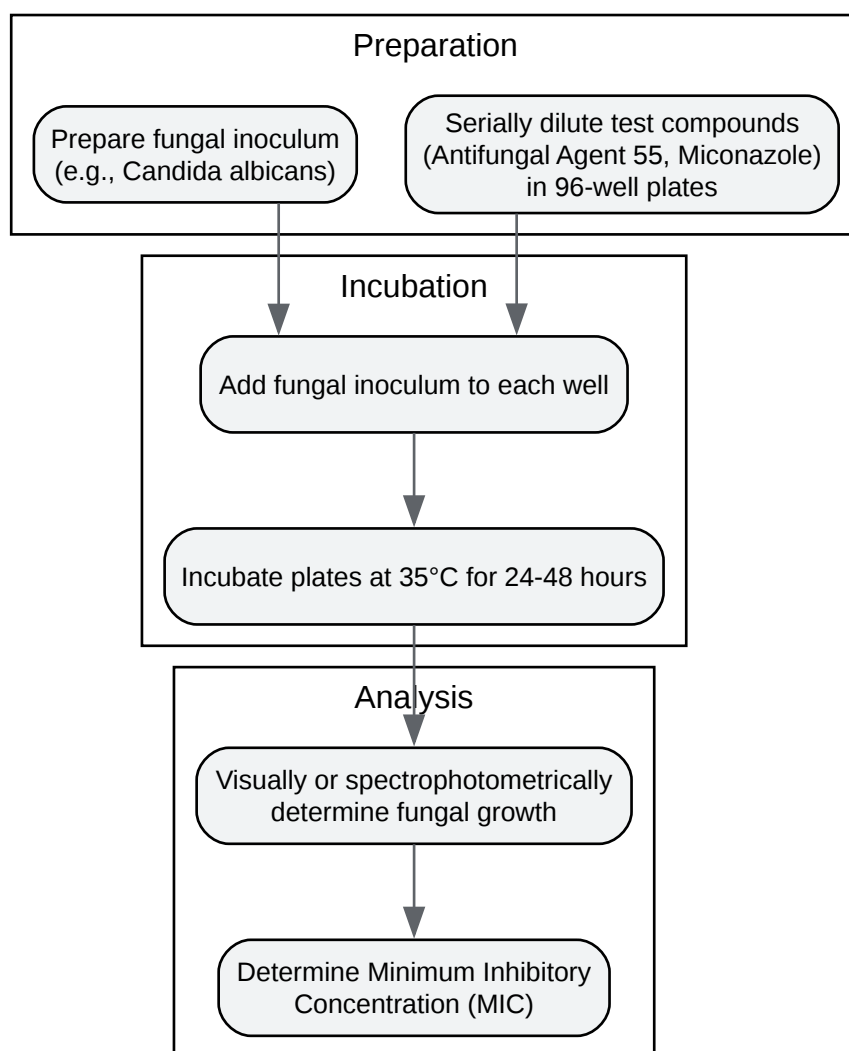 Preparation
Prepare fungal inoculum
(e.g., Candida albicans)
Serially dilute test compounds
(Antifungal Agent 55, Miconazole)
in 96-well plates
Incubation
Add fungal inoculum to each well
Incubate plates at 35°C for 24-48 hours
Analysis
Visually or spectrophotometrically
determine fungal growth
Determine Minimum Inhibitory
Concentration (MIC)